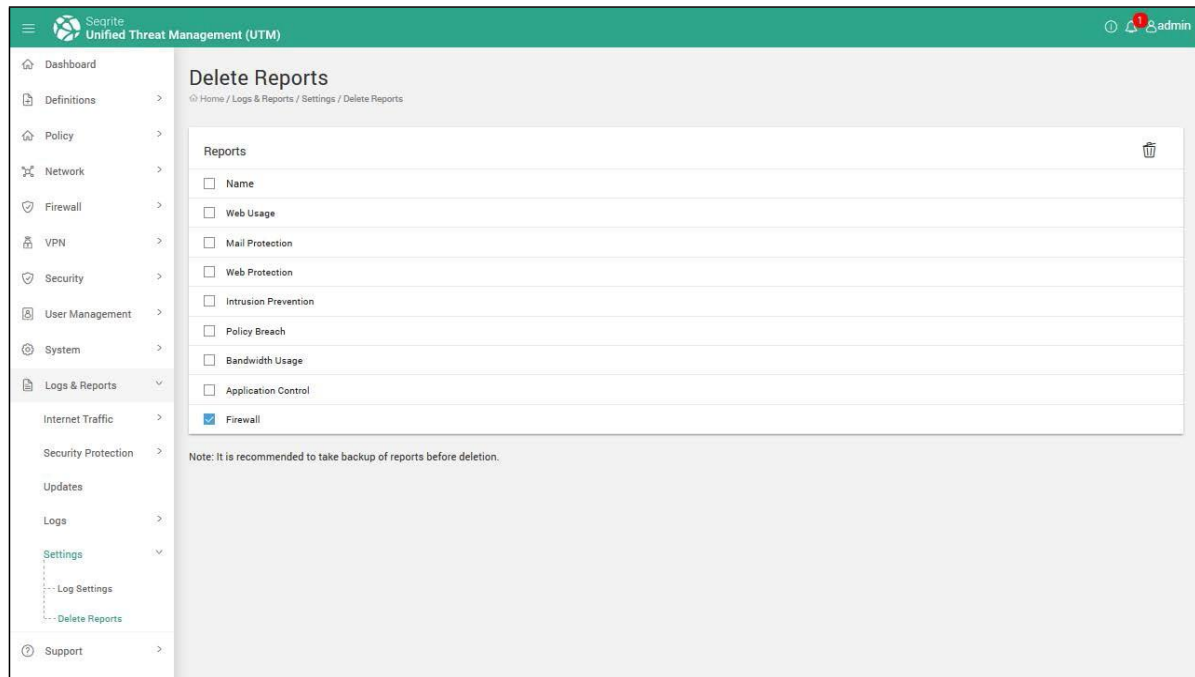 Seqrite
Unified Threat Management (UTM)
1
admin
Dashboard
Definitions
Policy
Network
Firewall
VPN
Security
User Management
System
Logs & Reports
Internet Traffic
Security Protection
Updates
Logs
Settings
Log Settings
Delete Reports
Support
Delete Reports
Home / Logs & Reports / Settings / Delete Reports
Reports
Name
Web Usage
Mail Protection
Web Protection
Intrusion Prevention
Policy Breach
Bandwidth Usage
Application Control
Firewall
Note: It is recommended to take backup of reports before deletion.